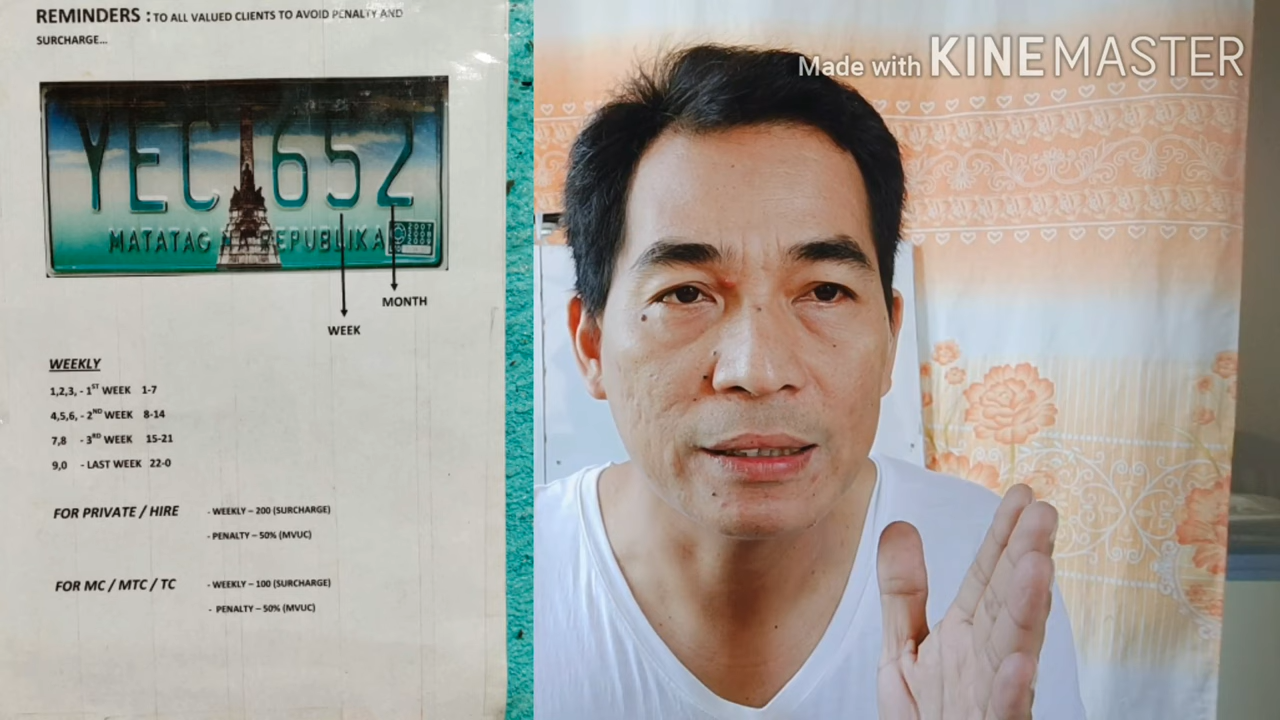 REMINDERS : TO ALL VALUED CLIENTS TO AVOID PENALTY AND
SURCHARGE...
YEC 652
MATATAG NA REPUBLIKA
MONTH
WEEK
WEEKLY
1,2,3, - 1ST WEEK 1-7
4,5,6, - 2ND WEEK 8-14
7,8 - 3RD WEEK 15-21
9,0 - LAST WEEK 22-0
FOR PRIVATE / HIRE - WEEKLY – 200 (SURCHARGE)
- PENALTY – 50% (MVUC)
FOR MC / MTC / TC - WEEKLY – 100 (SURCHARGE)
- PENALTY – 50% (MVUC)
Made with KINEMASTER